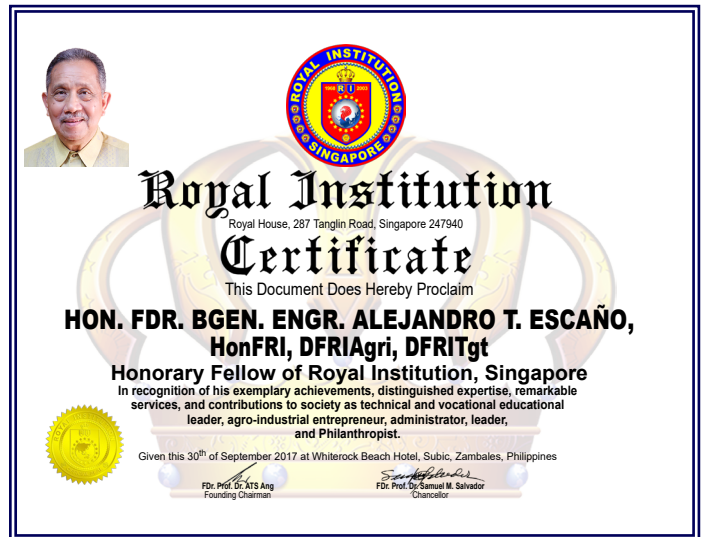 ROYAL INSTITUTION
1968 RI 2003
SINGAPORE
Royal Institution
Royal House, 287 Tanglin Road, Singapore 247940
Certificate
This Document Does Hereby Proclaim
HON. FDR. BGEN. ENGR. ALEJANDRO T. ESCAÑO,
HonFRI, DFRIAgri, DFRITgt
Honorary Fellow of Royal Institution, Singapore
In recognition of his exemplary achievements, distinguished expertise, remarkable
services, and contributions to society as technical and vocational educational
leader, agro-industrial entrepreneur, administrator, leader,
and Philanthropist.
Given this 30th of September 2017 at Whiterock Beach Hotel, Subic, Zambales, Philippines
FDr. Prof. Dr. ATS Ang
Founding Chairman
FDr. Prof. Dr. Samuel M. Salvador
Chancellor